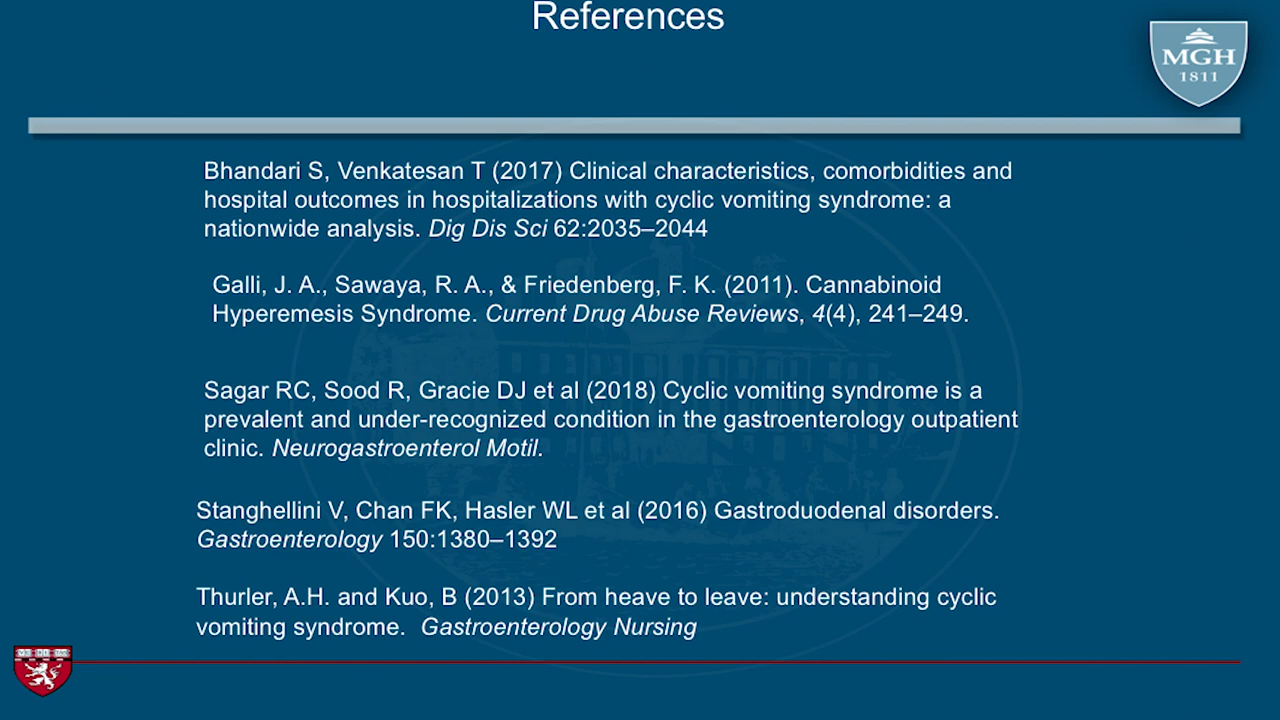 References
MGH
1811
Bhandari S, Venkatesan T (2017) Clinical characteristics, comorbidities and
hospital outcomes in hospitalizations with cyclic vomiting syndrome: a
nationwide analysis. Dig Dis Sci 62:2035–2044
Galli, J. A., Sawaya, R. A., & Friedenberg, F. K. (2011). Cannabinoid
Hyperemesis Syndrome. Current Drug Abuse Reviews, 4(4), 241–249.
Sagar RC, Sood R, Gracie DJ et al (2018) Cyclic vomiting syndrome is a
prevalent and under-recognized condition in the gastroenterology outpatient
clinic. Neurogastroenterol Motil.
Stanghellini V, Chan FK, Hasler WL et al (2016) Gastroduodenal disorders.
Gastroenterology 150:1380–1392
Thurler, A.H. and Kuo, B (2013) From heave to leave: understanding cyclic
vomiting syndrome.  Gastroenterology Nursing